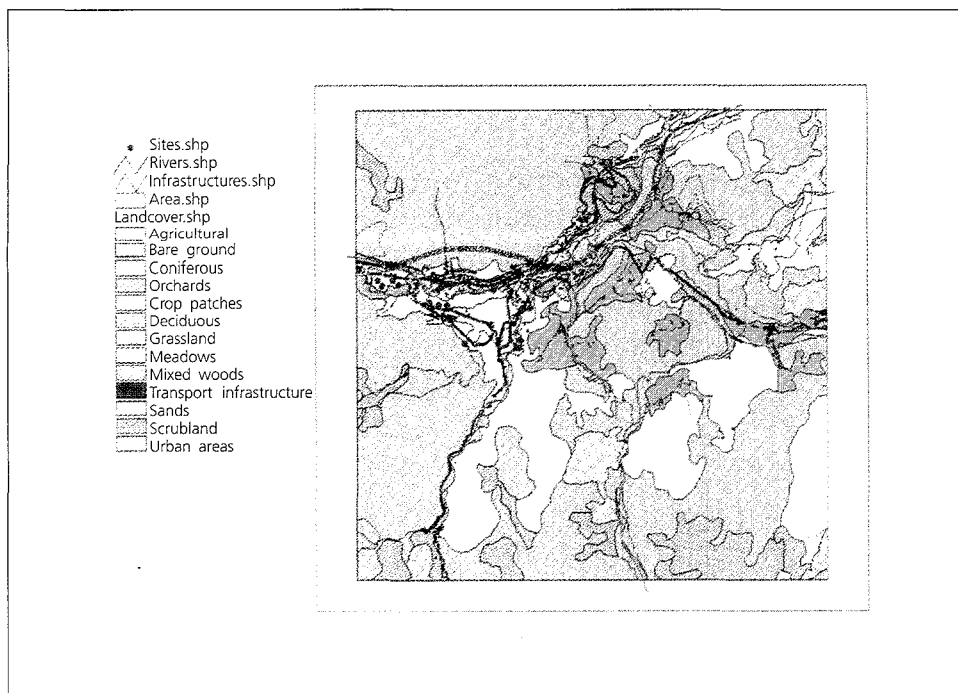 Sites.shp
Rivers.shp
Infrastructures.shp
Area.shp
Landcover.shp
Agricultural
Bare ground
Coniferous
Orchards
Crop patches
Deciduous
Grassland
Meadows
Mixed woods
Transport infrastructure
Sands
Scrubland
Urban areas